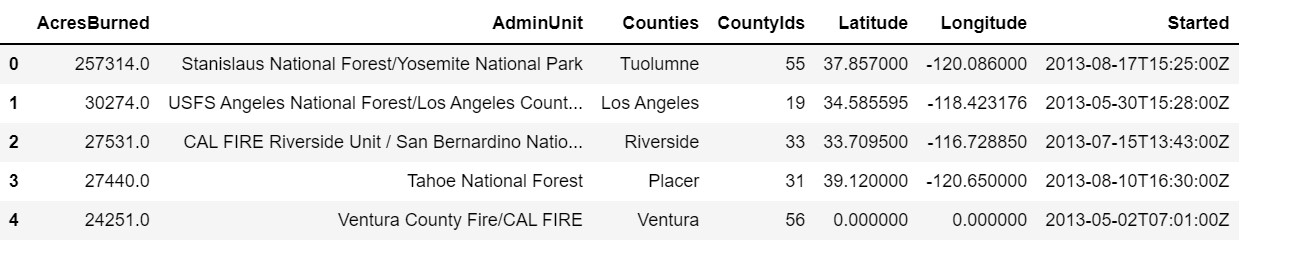 AcresBurned AdminUnit Counties CountyIds Latitude Longitude Started
0 257314.0 Stanislaus National Forest/Yosemite National Park Tuolumne 55 37.857000 -120.086000 2013-08-17T15:25:00Z
1 30274.0 USFS Angeles National Forest/Los Angeles Count... Los Angeles 19 34.585595 -118.423176 2013-05-30T15:28:00Z
2 27531.0 CAL FIRE Riverside Unit / San Bernardino Natio... Riverside 33 33.709500 -116.728850 2013-07-15T13:43:00Z
3 27440.0 Tahoe National Forest Placer 31 39.120000 -120.650000 2013-08-10T16:30:00Z
4 24251.0 Ventura County Fire/CAL FIRE Ventura 56 0.000000 0.000000 2013-05-02T07:01:00Z